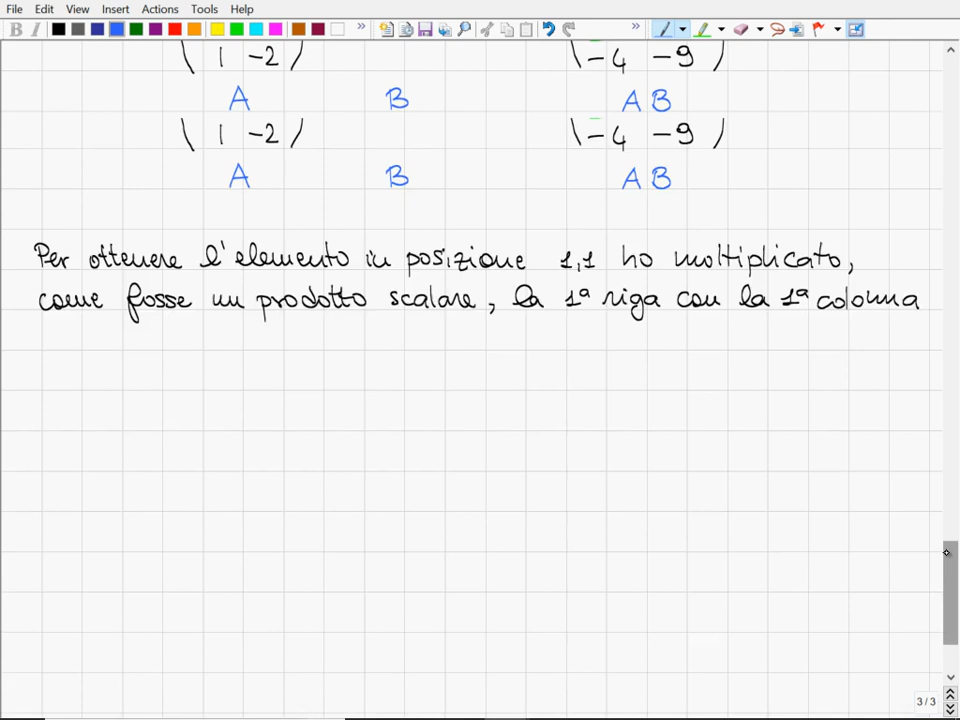 File Edit View Insert Actions Tools Help
B I
( 1 -2 ) ( -4 -9 )
A B A B
( 1 -2 ) ( -4 -9 )
A B A B
Per ottenere l'elemento in posizione 1,1 ho moltiplicato,
come fosse un prodotto scalare, la 1ª riga con la 1ª colonna
3 / 3